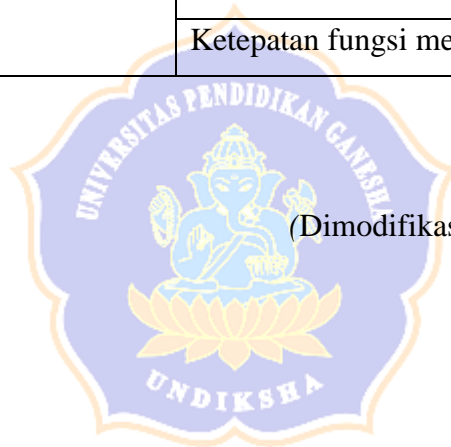 Ketepatan fungsi me
UNIVERSITAS PENDIDIKAN GANESHA
(Dimodifikas
UNDIKSHA